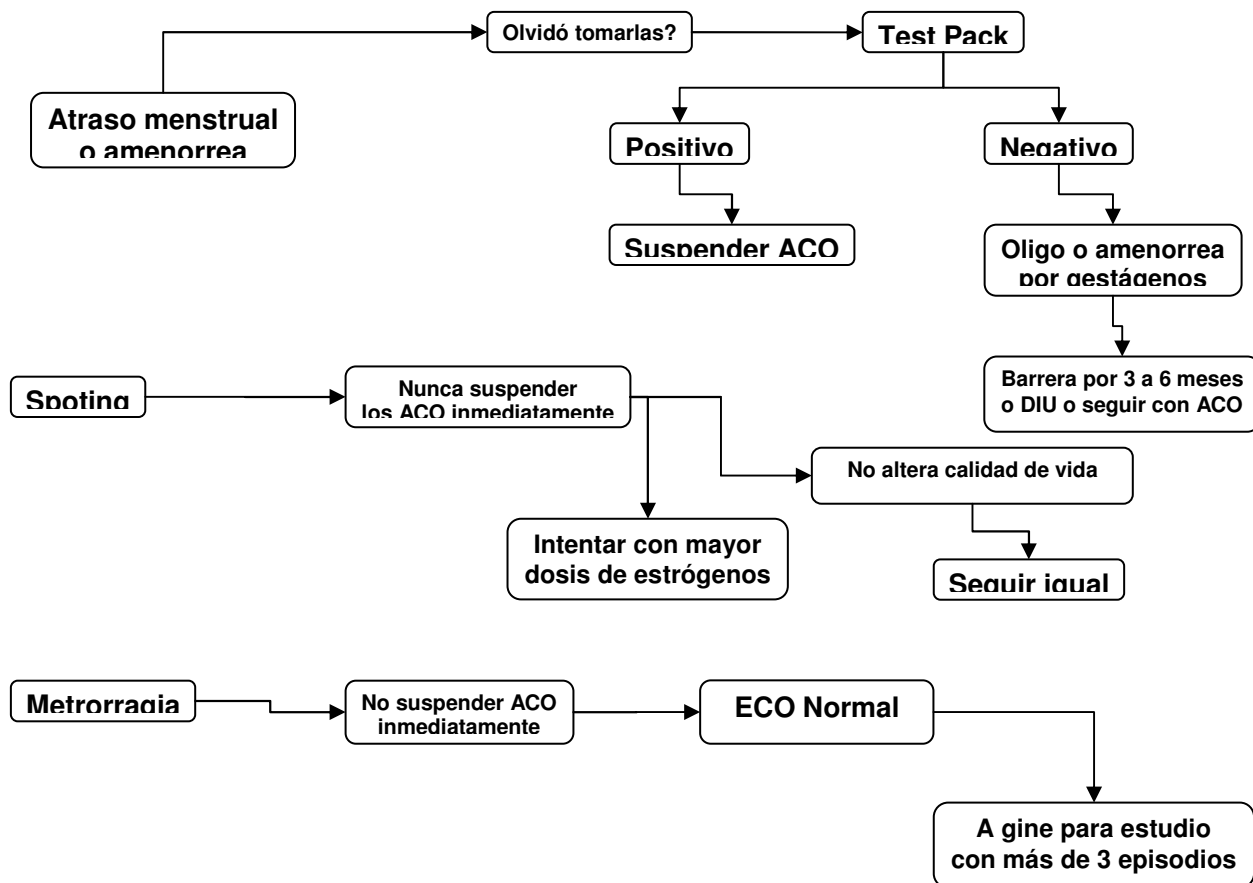 Olvidó tomarlas?
Test Pack
Atraso menstrual
o amenorrea
Positivo
Negativo
Suspender ACO
Oligo o amenorrea
por gestágenos
Barrera por 3 a 6 meses
o DIU o seguir con ACO
Spoting
Nunca suspender
los ACO inmediatamente
No altera calidad de vida
Intentar con mayor
dosis de estrógenos
Seguir igual
Metrorragia
No suspender ACO
inmediatamente
ECO Normal
A gine para estudio
con más de 3 episodios